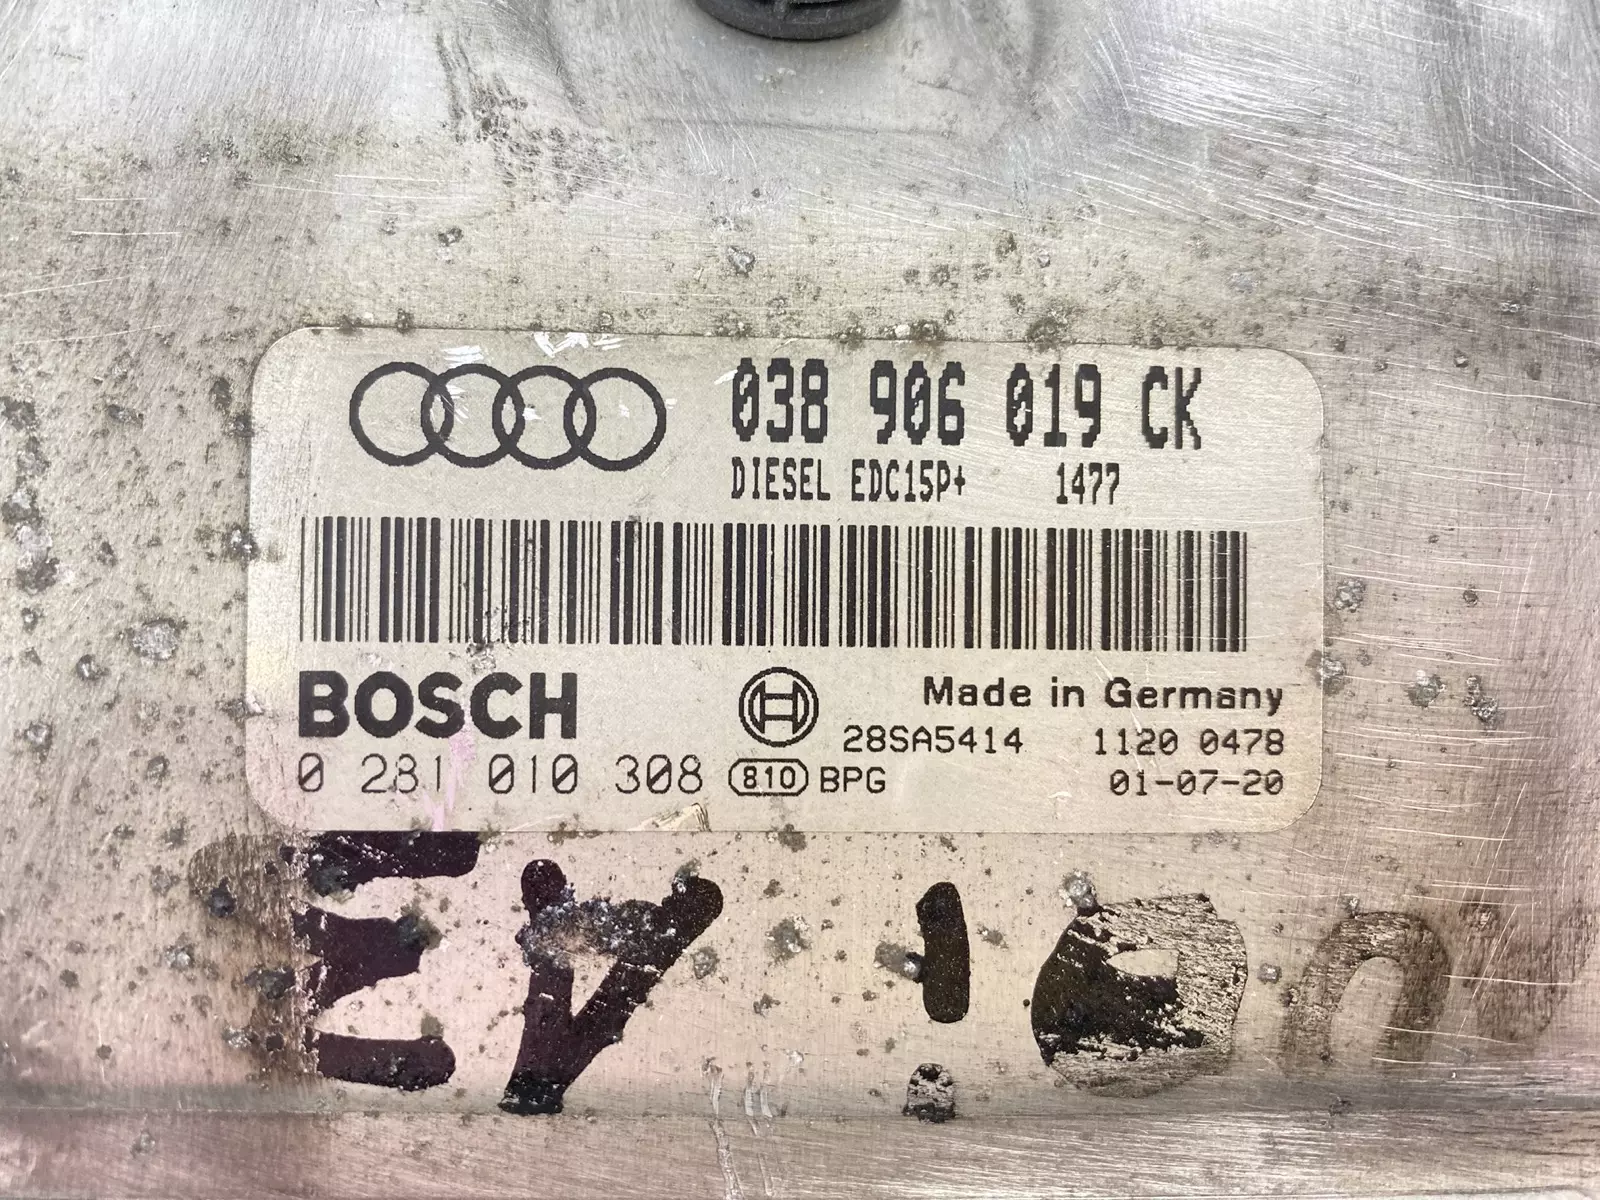 038 906 019 CK
DIESEL EDC15P+ 1477
BOSCH
Made in Germany
28SA5414 1120 0478
0 281 010 308 810 BPG 01-07-20